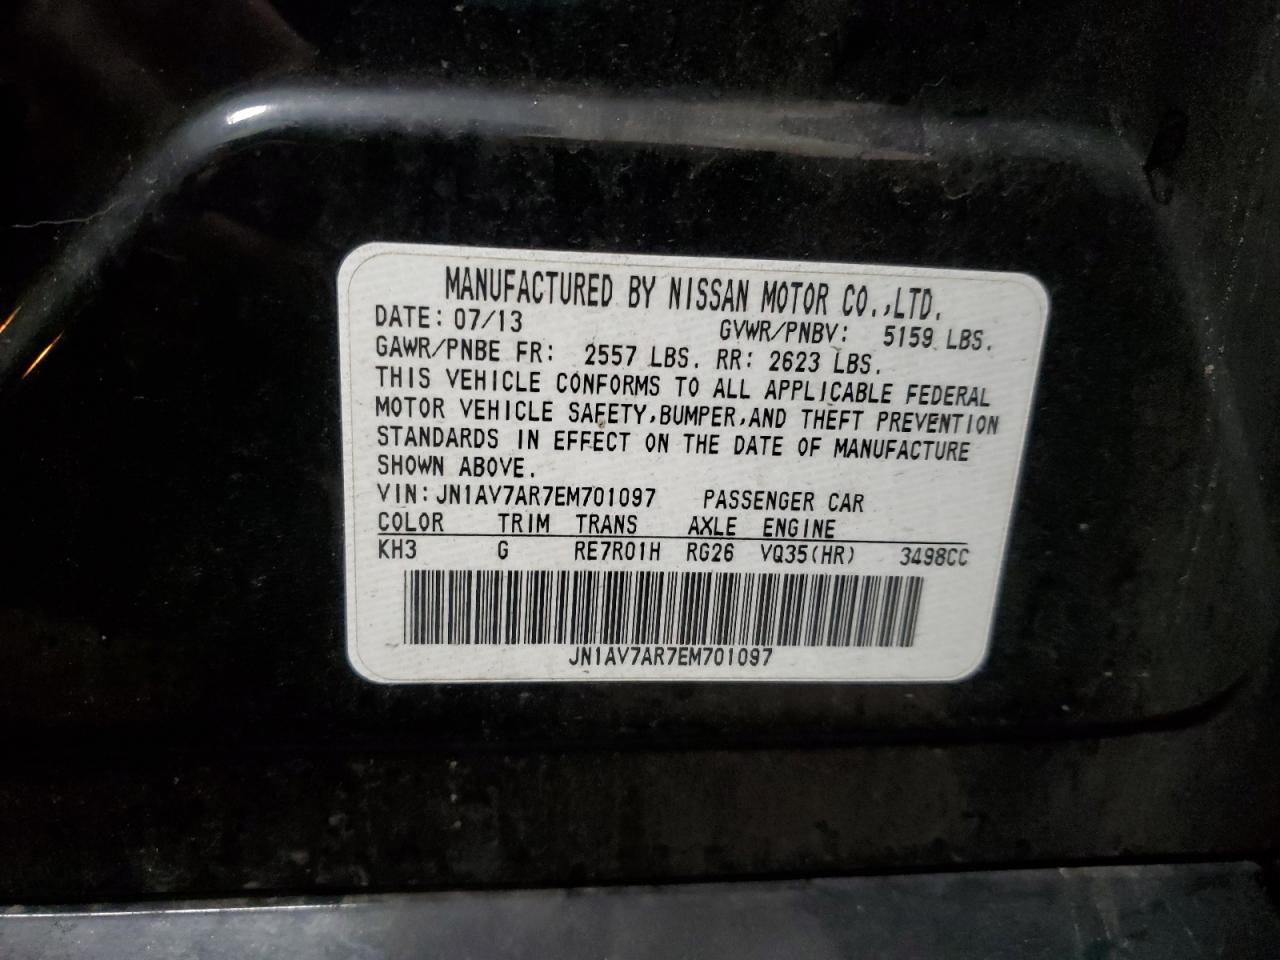 MANUFACTURED BY NISSAN MOTOR CO.,LTD.
DATE: 07/13 GVWR/PNBV: 5159 LBS.
GAWR/PNBE FR: 2557 LBS. RR: 2623 LBS.
THIS VEHICLE CONFORMS TO ALL APPLICABLE FEDERAL
MOTOR VEHICLE SAFETY,BUMPER,AND THEFT PREVENTION
STANDARDS IN EFFECT ON THE DATE OF MANUFACTURE
SHOWN ABOVE.
VIN: JN1AV7AR7EM701097 PASSENGER CAR
COLOR TRIM TRANS AXLE ENGINE
KH3 G RE7R01H RG26 VQ35(HR) 3498CC
JN1AV7AR7EM701097